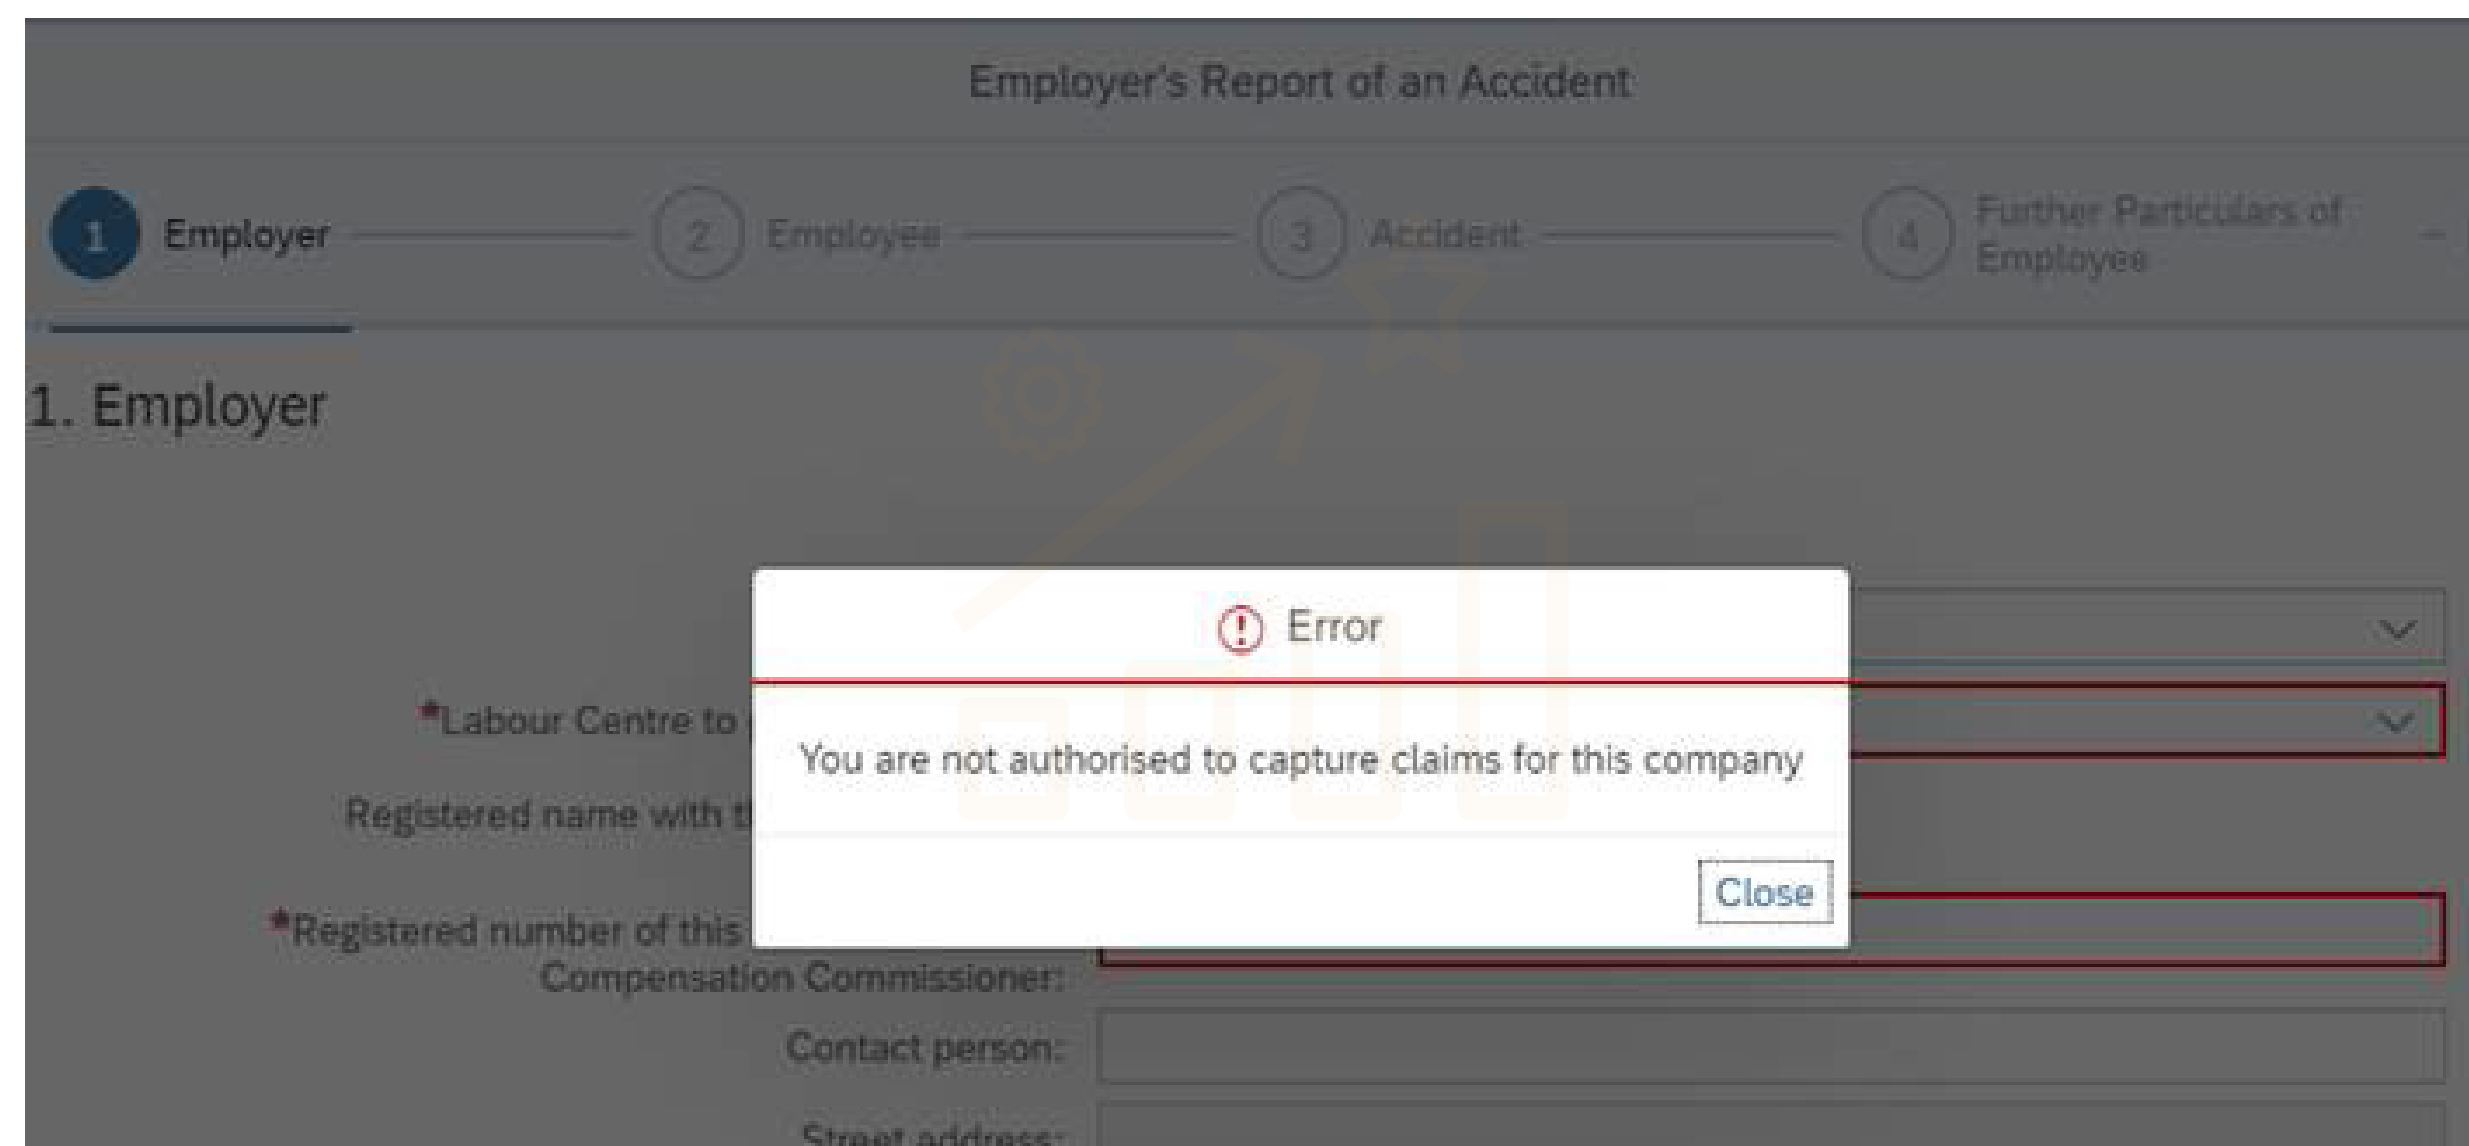 Employer's Report of an Accident
1 Employer
2 Employee
3 Accident
4 Further Particulars of
Employee
1. Employer
Error
*Labour Centre to
You are not authorised to capture claims for this company
Registered name with
Close
*Registered number of this
Compensation Commissioner:
Contact person:
Street address: